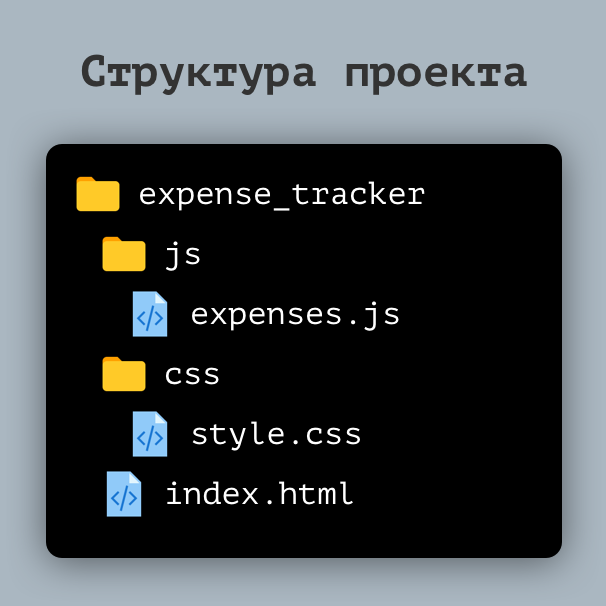 Структура проекта
expense_tracker
js
expenses.js
css
style.css
index.html